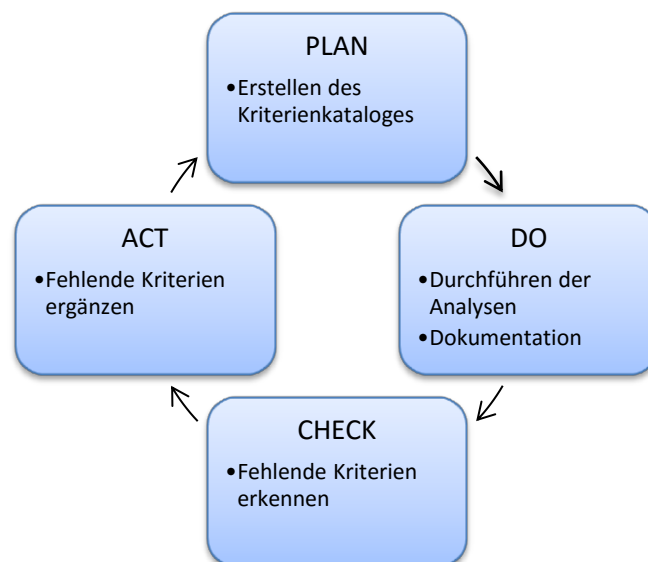 PLAN
•Erstellen des
Kriterienkataloges
DO
•Durchführen der
Analysen
•Dokumentation
CHECK
•Fehlende Kriterien
erkennen
ACT
•Fehlende Kriterien
ergänzen